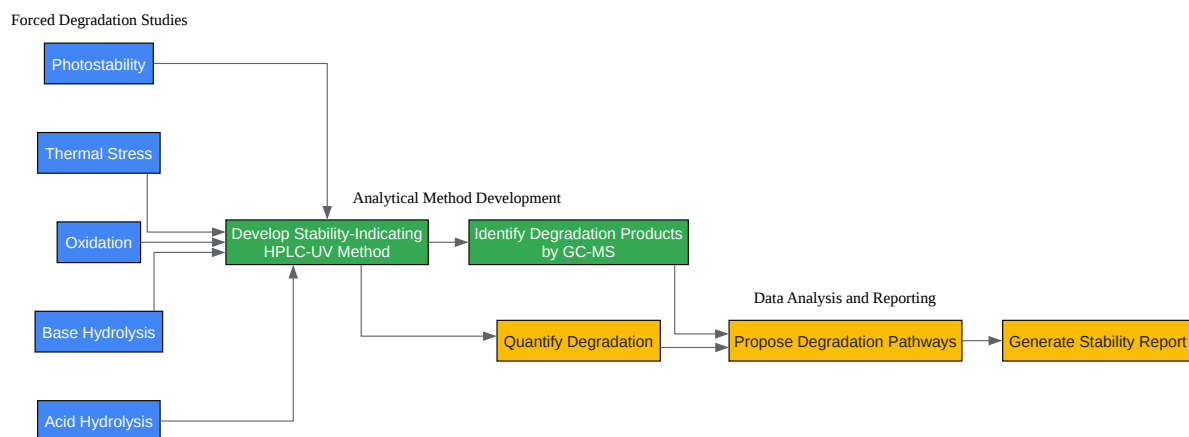 Forced Degradation Studies
Photostability
Thermal Stress
Analytical Method Development
Oxidation
Develop Stability-Indicating
HPLC-UV Method
Identify Degradation Products
by GC-MS
Data Analysis and Reporting
Base Hydrolysis
Quantify Degradation
Propose Degradation Pathways
Generate Stability Report
Acid Hydrolysis